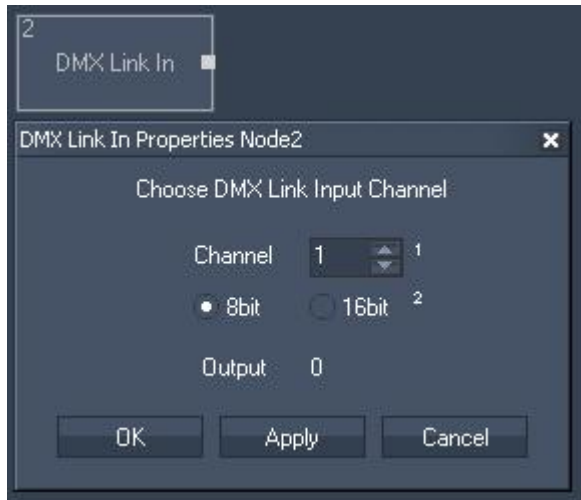 2
DMX Link In
DMX Link In Properties Node2
Choose DMX Link Input Channel
Channel 1 1
8bit 16bit 2
Output 0
OK Apply Cancel